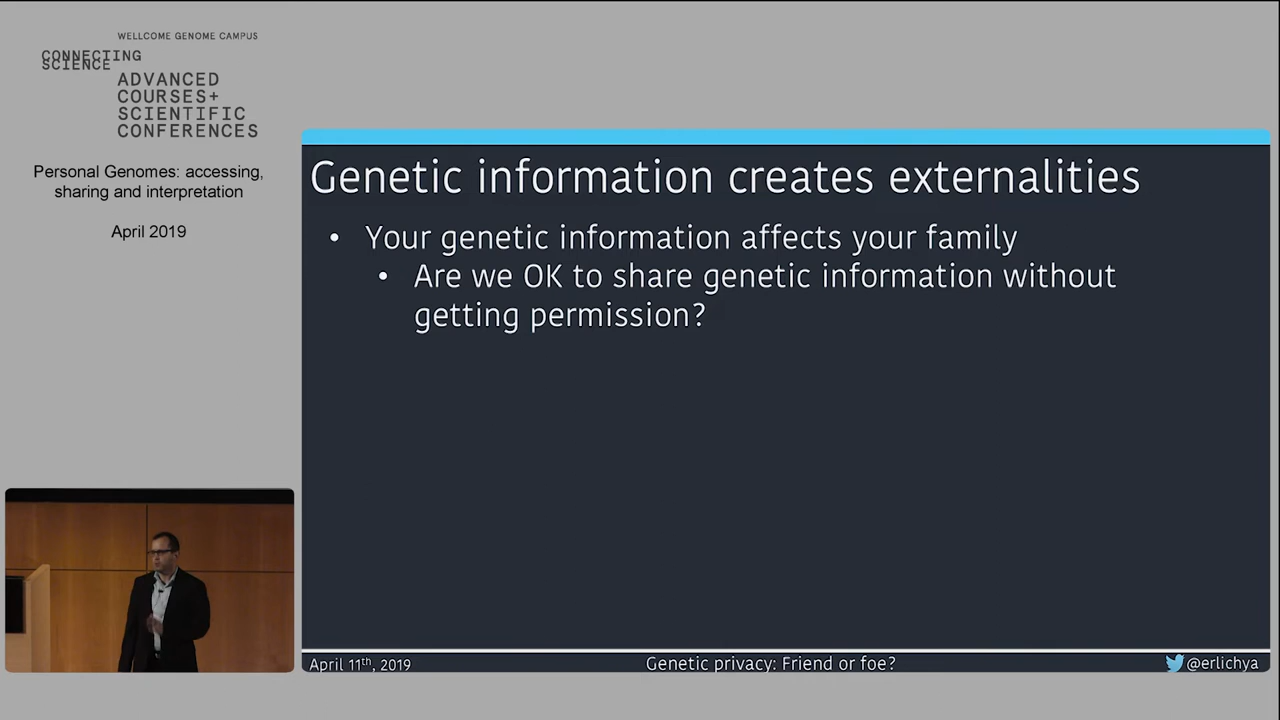 WELLCOME GENOME CAMPUS
CONNECTING
SCIENCE
ADVANCED
COURSES+
SCIENTIFIC
CONFERENCES
Personal Genomes: accessing,
sharing and interpretation
April 2019
Genetic information creates externalities
• Your genetic information affects your family
• Are we OK to share genetic information without
getting permission?
April 11th, 2019
Genetic privacy: Friend or foe?
@erlichya